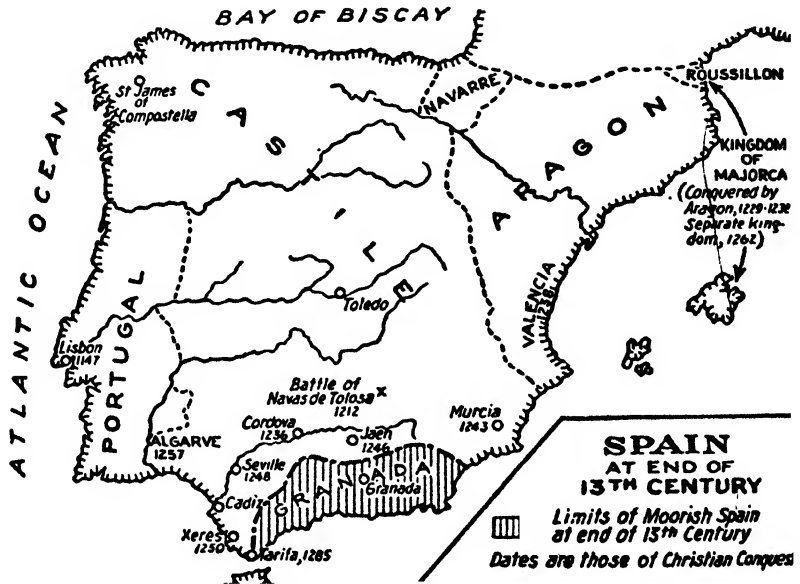 BAY OF BISCAY
ATLANTIC OCEAN
St James
of
Compostella
CASTILE
NAVARRE
ARAGON
ROUSSILLON
KINGDOM
OF
MAJORCA
(Conquered by
Aragon, 1229-1232
Separate king-
dom, 1262)
PORTUGAL
Toledo
VALENCIA
1238
Lisbon
1147
Battle of
Navas de Tolosa x
1212
Cordova
1236
Jaen
1246
Murcia
1243
ALGARVE
1257
Seville
1248
GRANADA
Granada
Cadiz
Xeres
1250
Tarifa, 1285
SPAIN
AT END OF
13TH CENTURY
Limits of Moorish Spain
at end of 13th Century
Dates are those of Christian Conquest